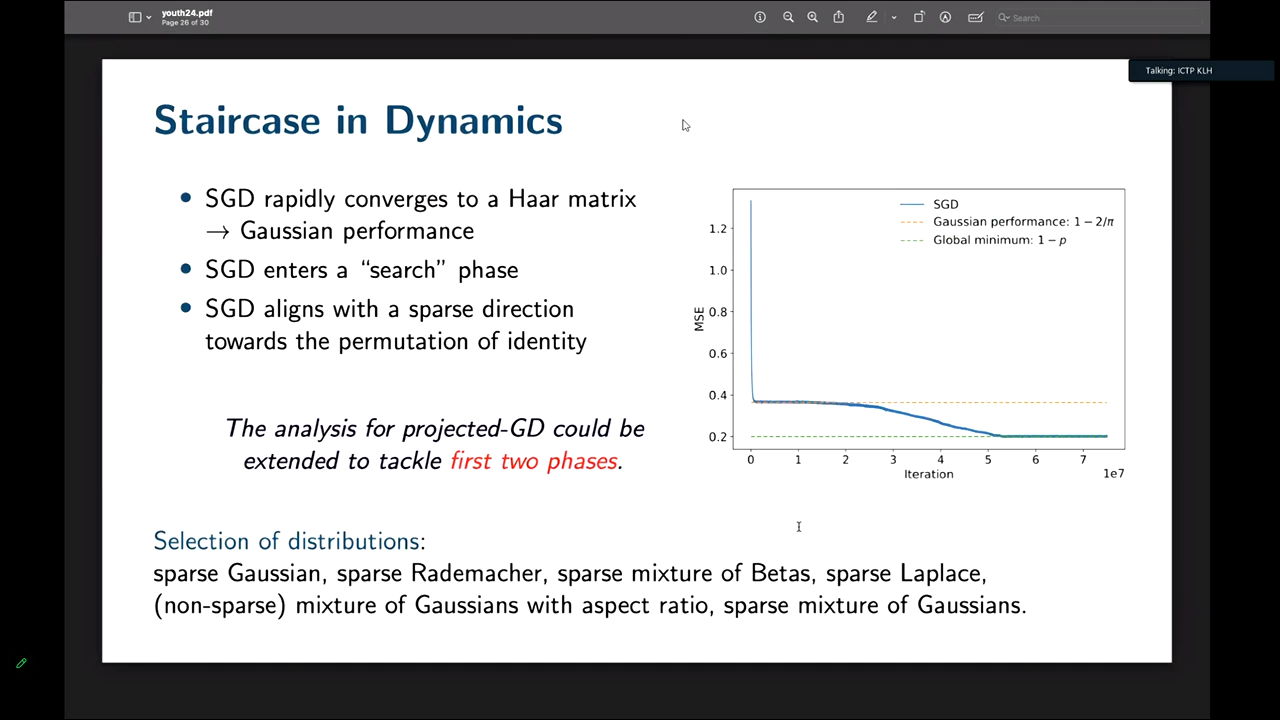 youth24.pdf
Page 26 of 30
Search
Talking: ICTP KLH
Staircase in Dynamics
• SGD rapidly converges to a Haar matrix
→ Gaussian performance
• SGD enters a “search” phase
• SGD aligns with a sparse direction
towards the permutation of identity
The analysis for projected-GD could be
extended to tackle first two phases.
SGD
Gaussian performance: 1 − 2/π
Global minimum: 1 − p
MSE
1.2
1.0
0.8
0.6
0.4
0.2
0 1 2 3 4 5 6 7
1e7
Iteration
Selection of distributions:
sparse Gaussian, sparse Rademacher, sparse mixture of Betas, sparse Laplace,
(non-sparse) mixture of Gaussians with aspect ratio, sparse mixture of Gaussians.